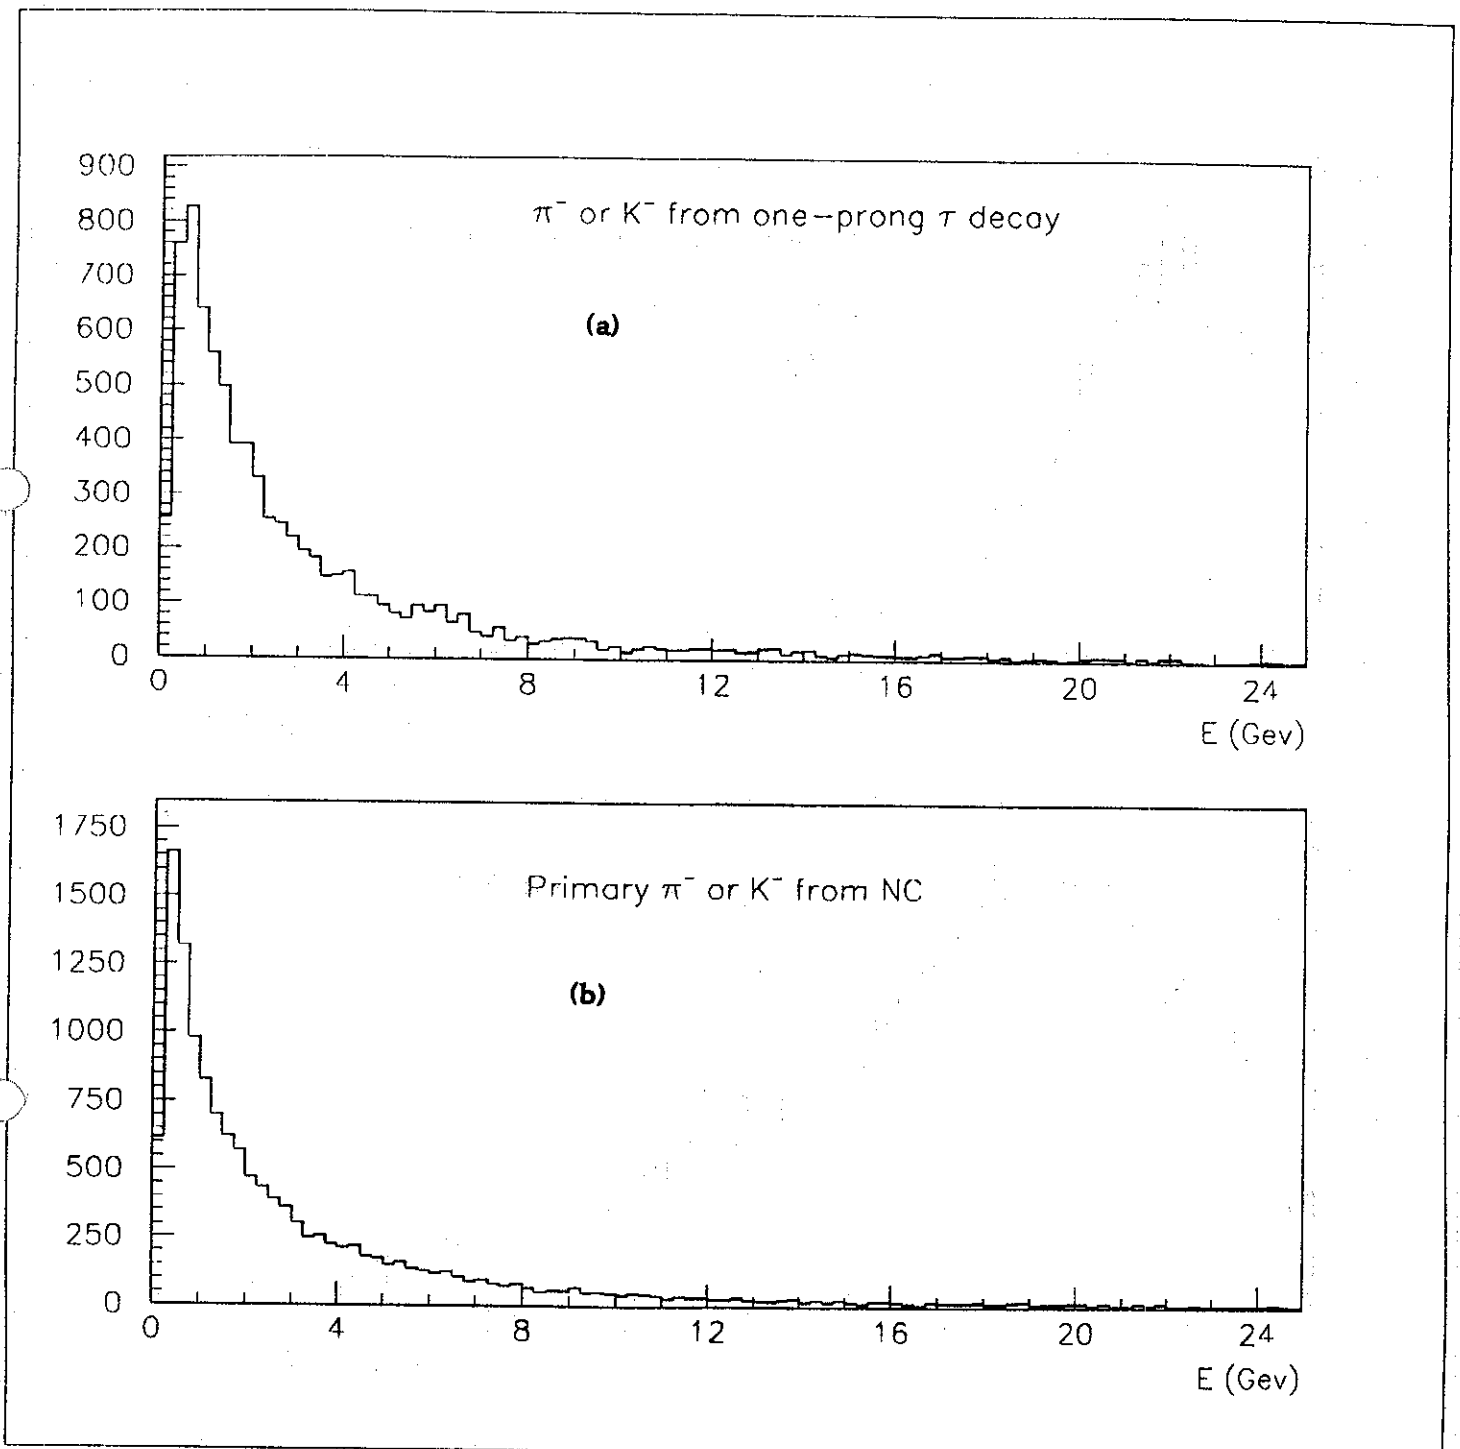 900
π⁻ or K⁻ from one-prong τ decay
800
700
(a)
600
500
400
300
200
100
0
0 4 8 12 16 20 24
E (Gev)
1750
Primary π⁻ or K⁻ from NC
1500
1250
(b)
1000
750
500
250
0
0 4 8 12 16 20 24
E (Gev)